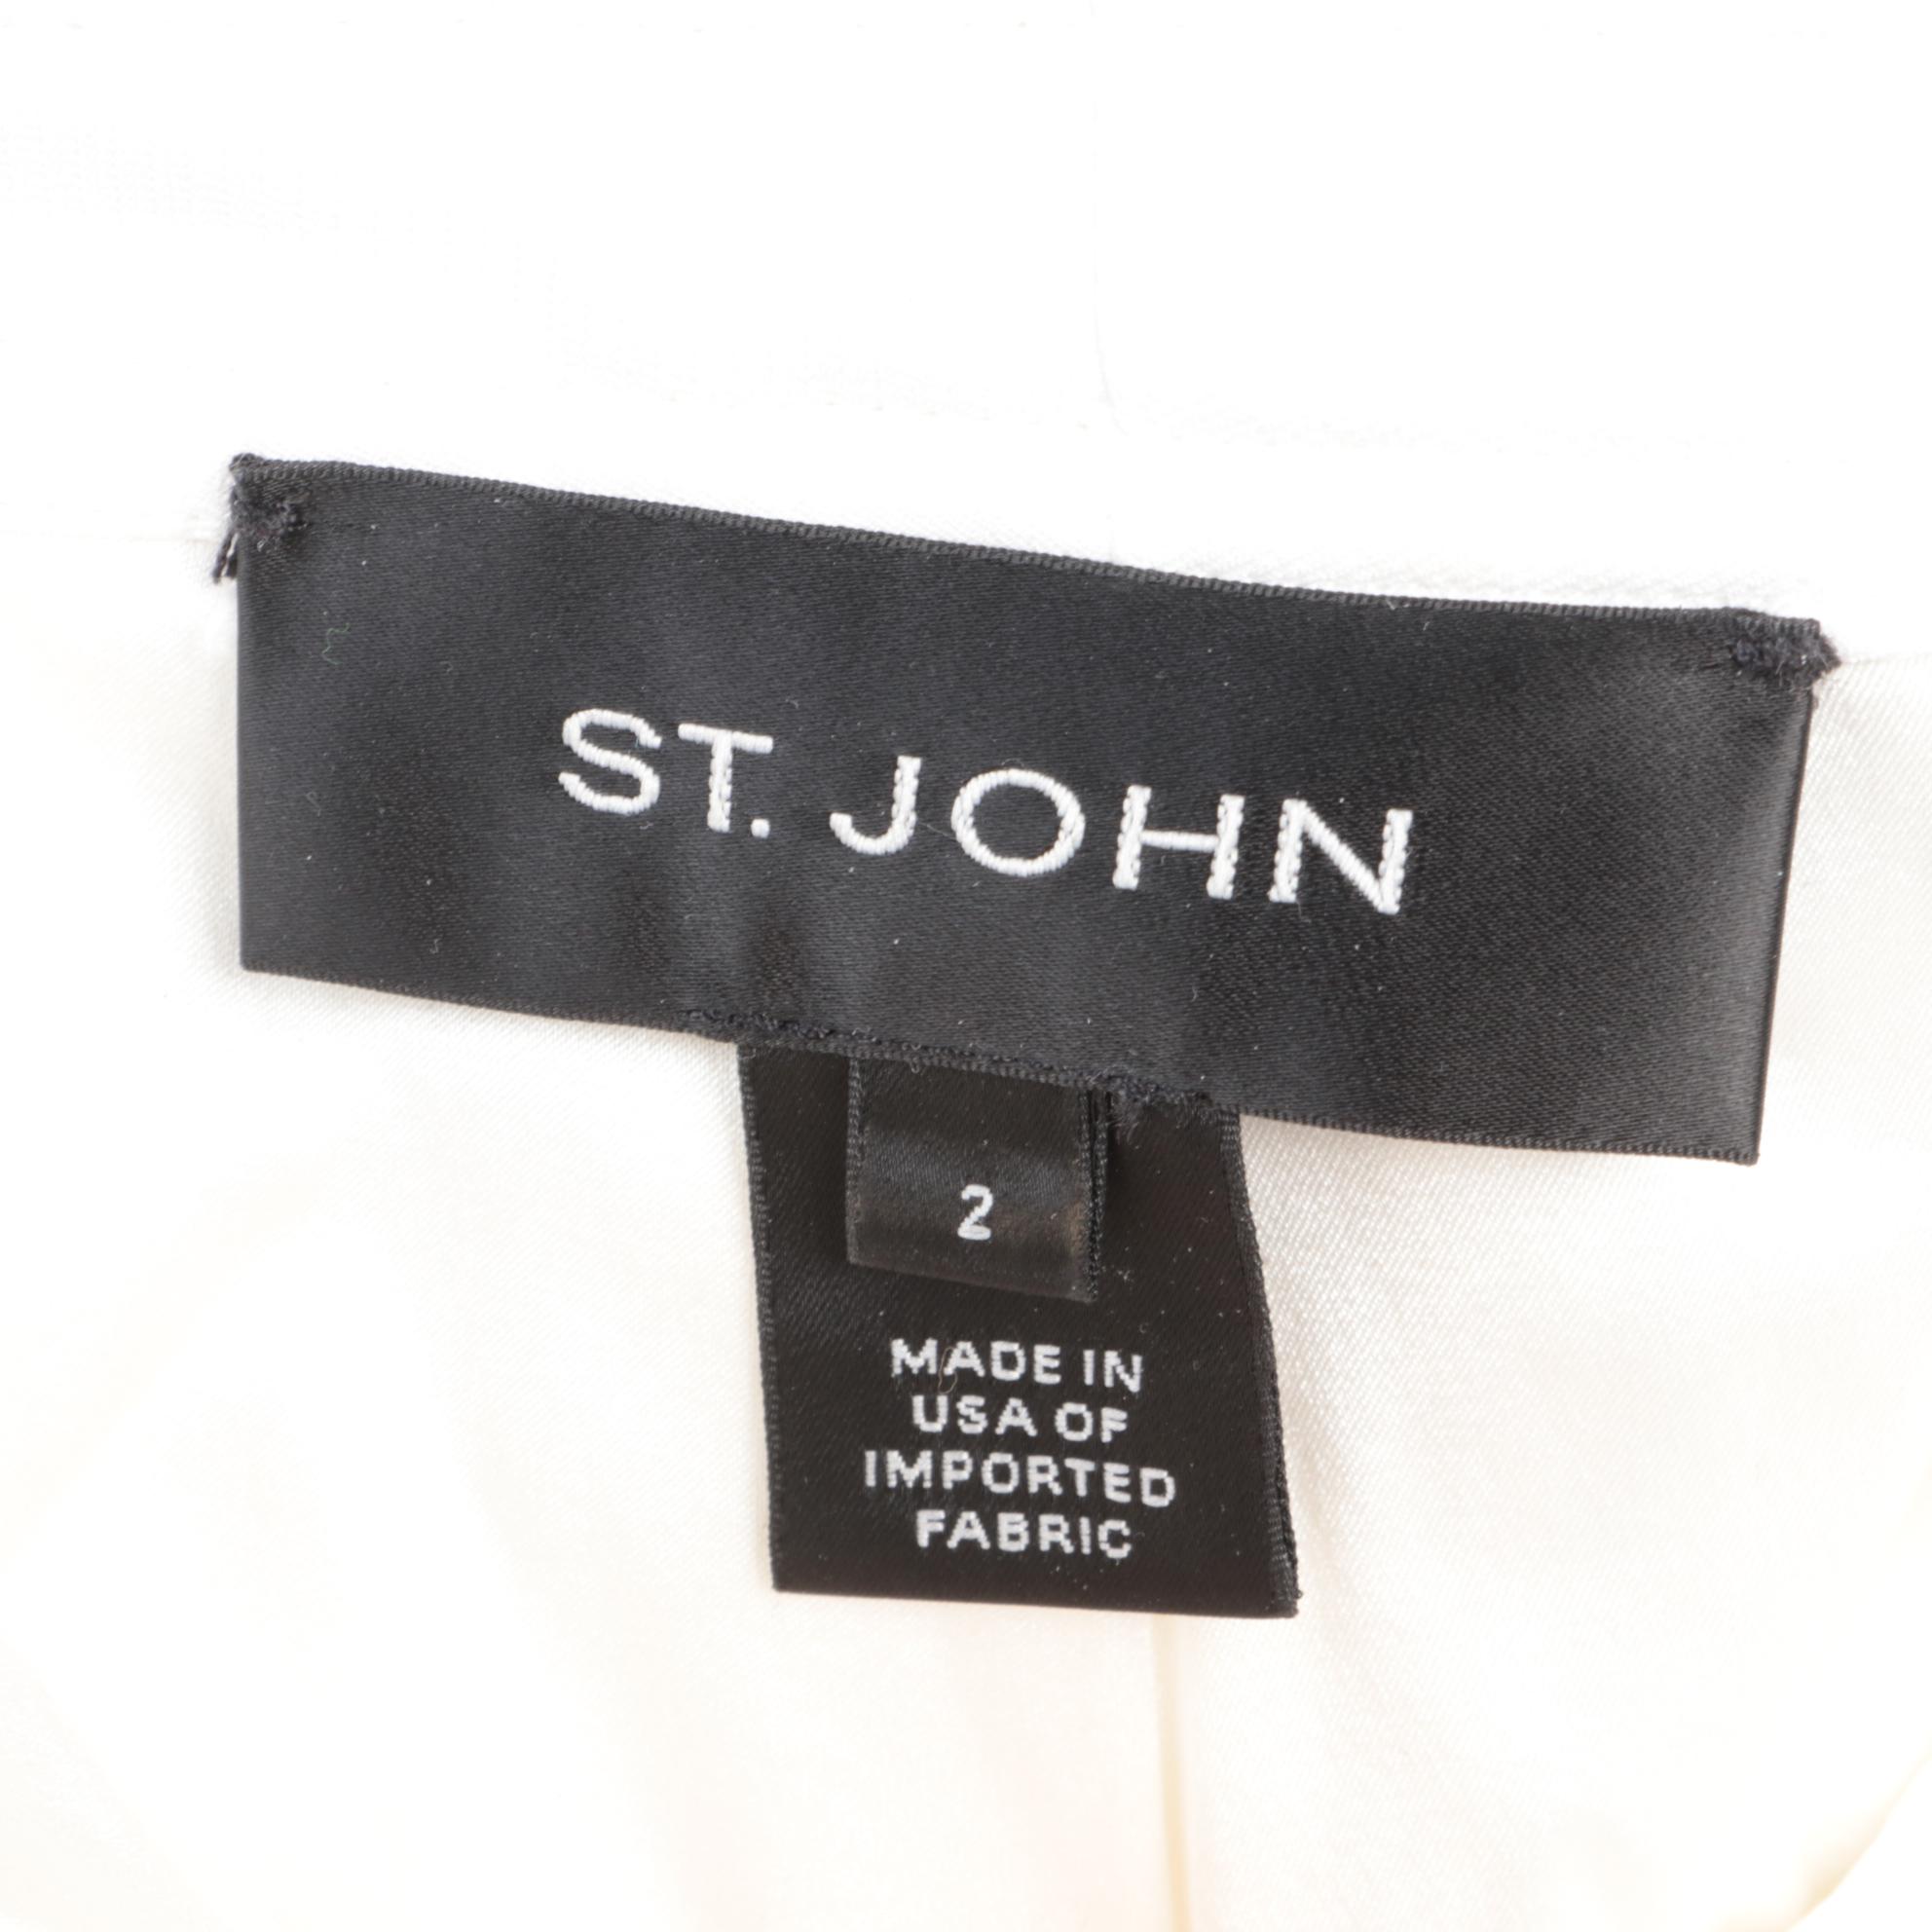 ST. JOHN
2
MADE IN
USA OF
IMPORTED
FABRIC